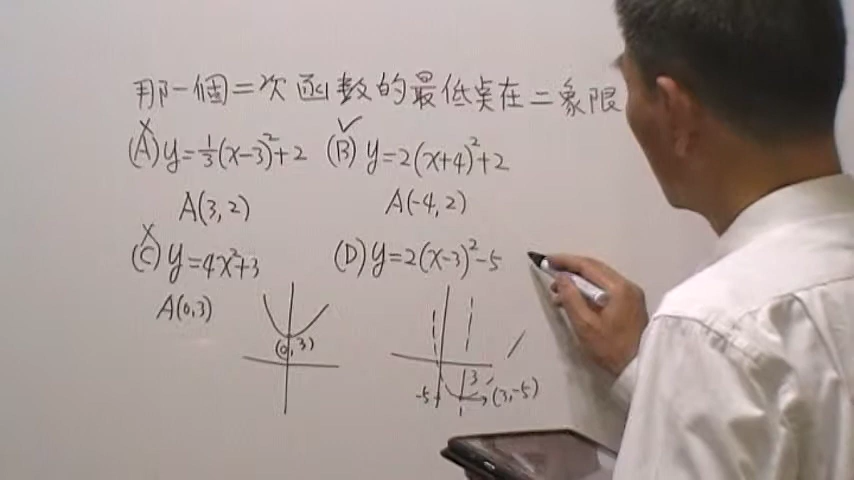 那一個二次函数的最低点在二象限
(A) y=1/3(x-3)²+2 (B) y=2(x+4)²+2
A(3,2) A(-4,2)
(C) y=4x²+3 (D) y=2(x-3)²-5
A(0,3)
(0,3)
3
-5 (3,-5)